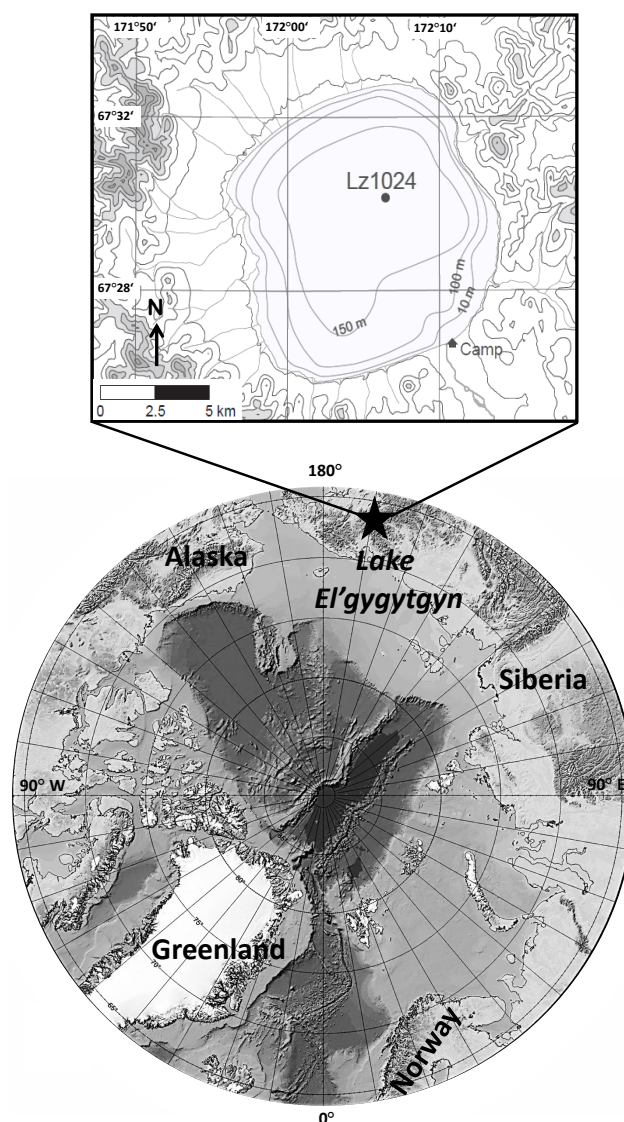 171°50‘ 172°00‘ 172°10‘
67°32‘
Lz1024
67°28‘
100 m
10 m
N
150 m
Camp
0 2.5 5 km
180°
Alaska
Lake
El’gygytgyn
Siberia
90° W
90° E
Greenland
Norway
0°